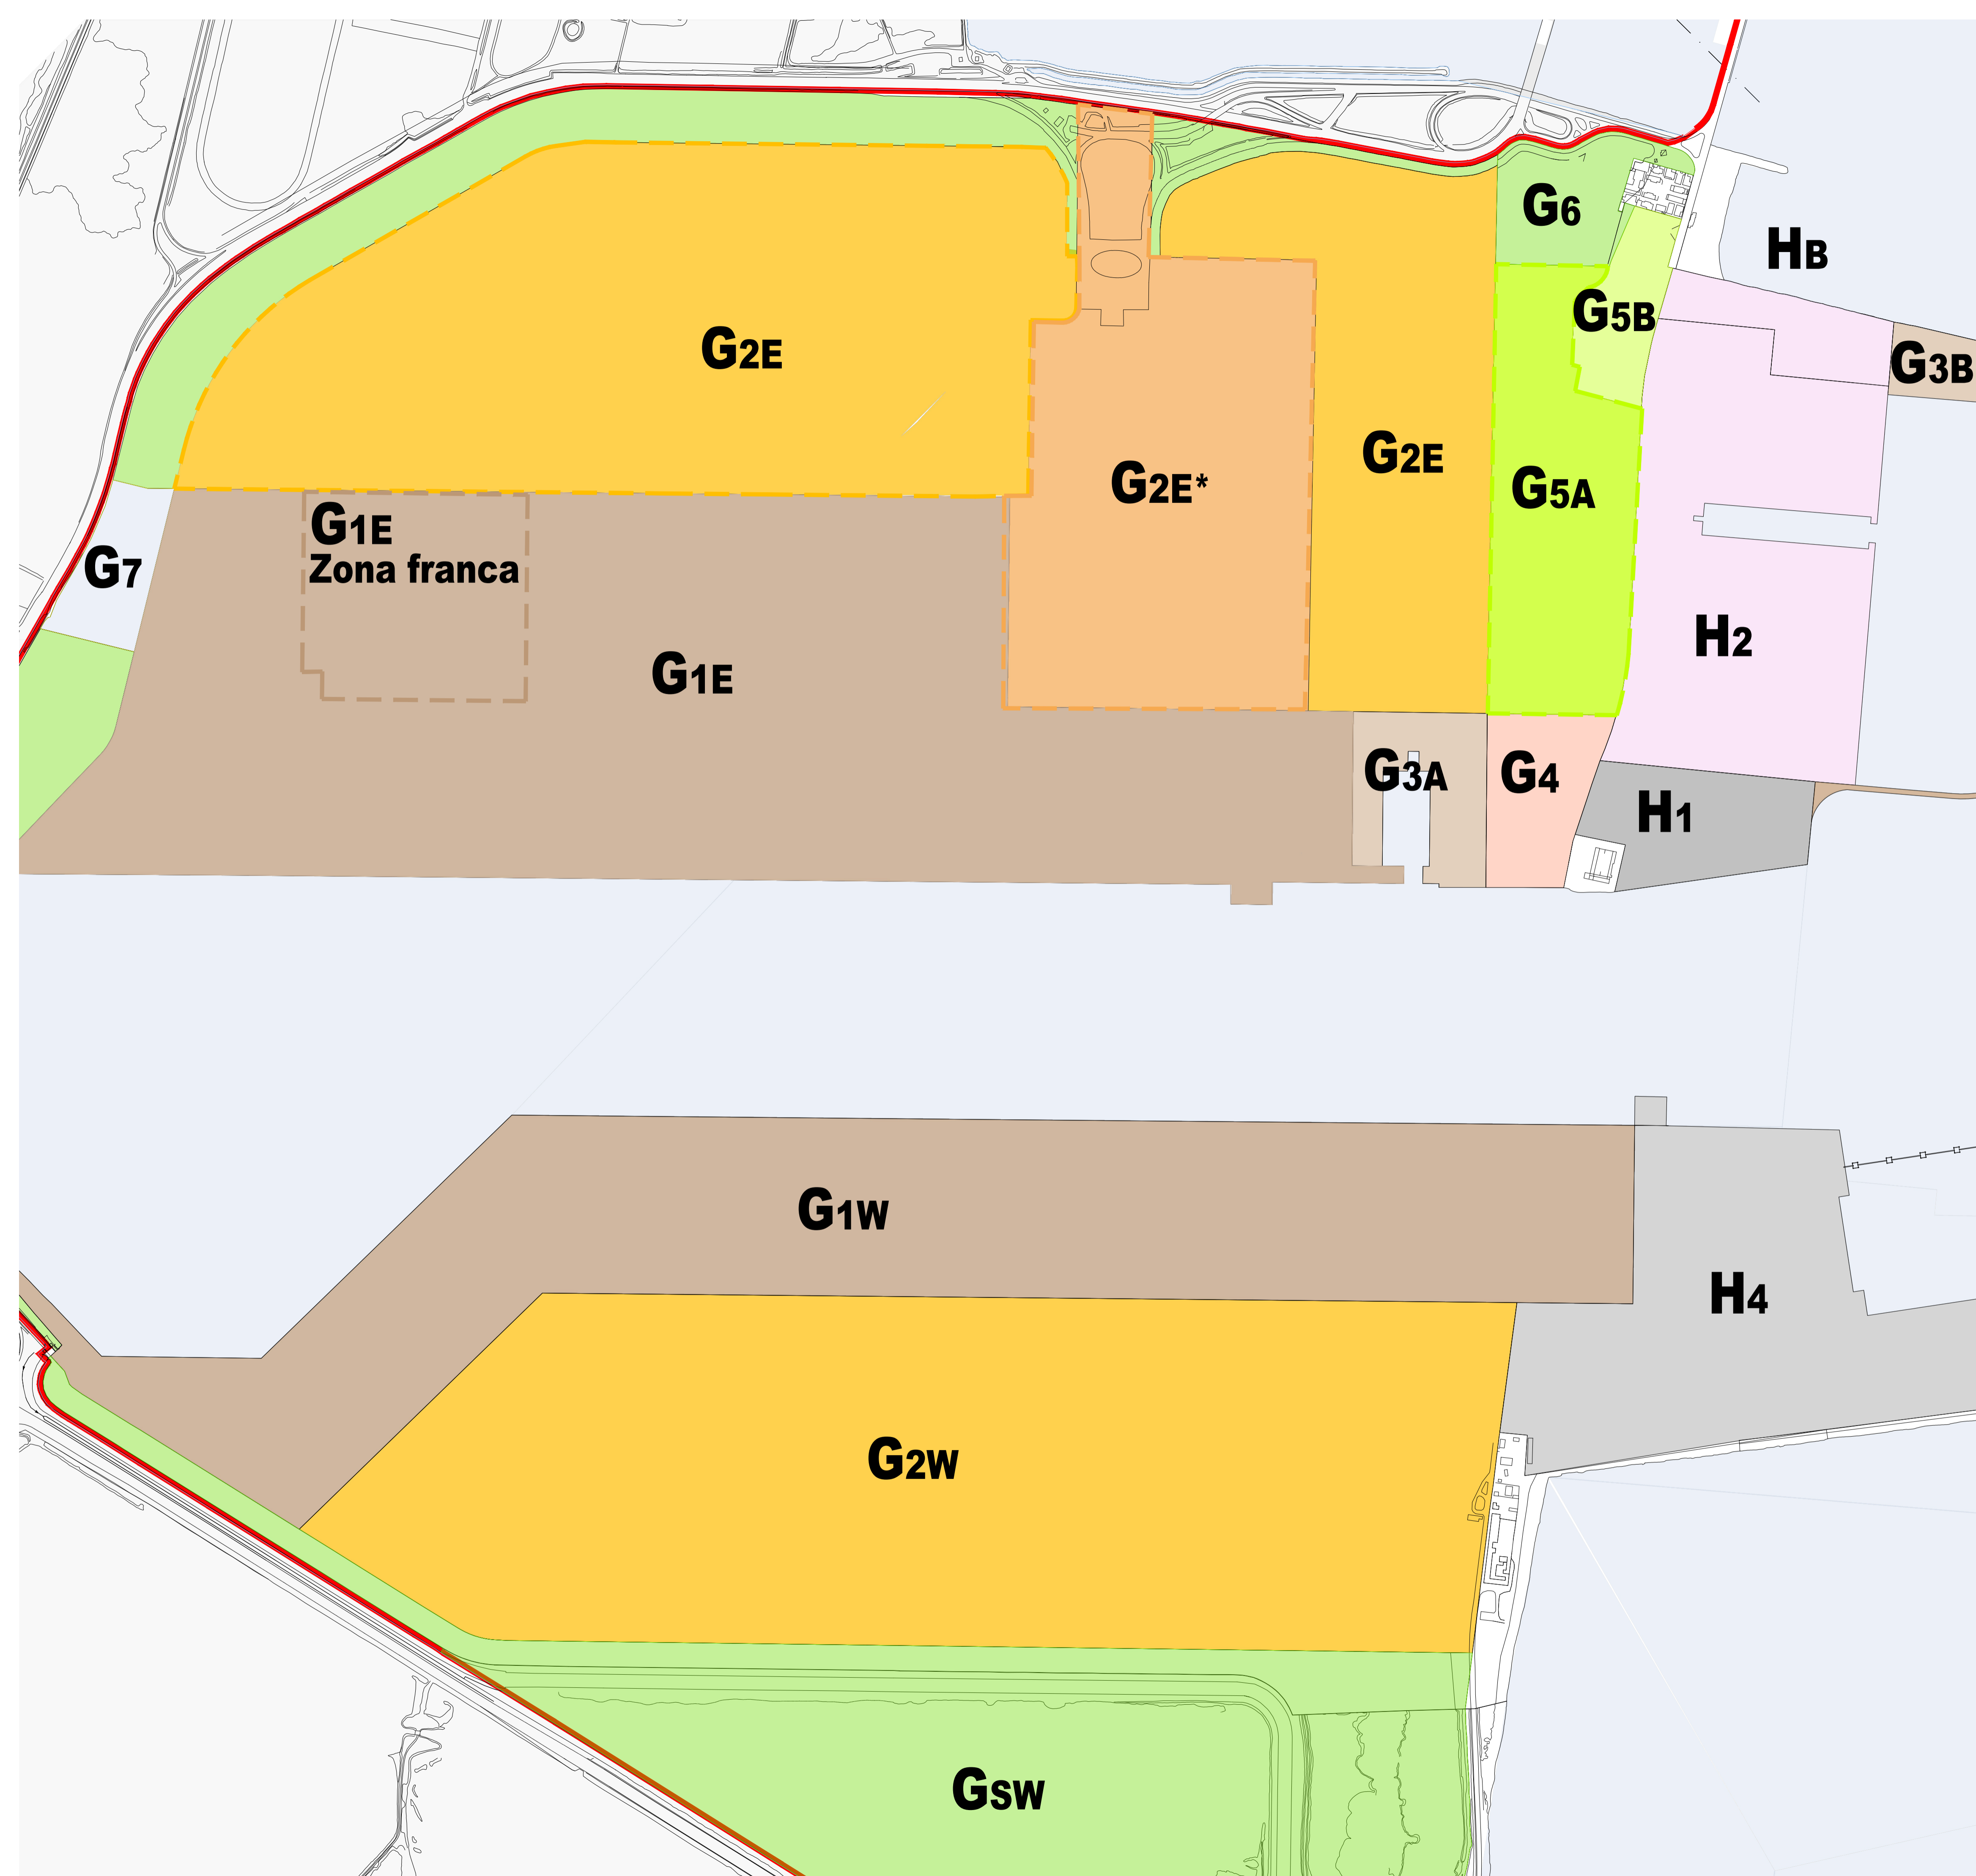 G6
HB
G5B
G2E
G3B
G2E
G2E*
G5A
G1E
Zona franca
G7
H2
G1E
G3A
G4
H1
G1W
H4
G2W
GSW